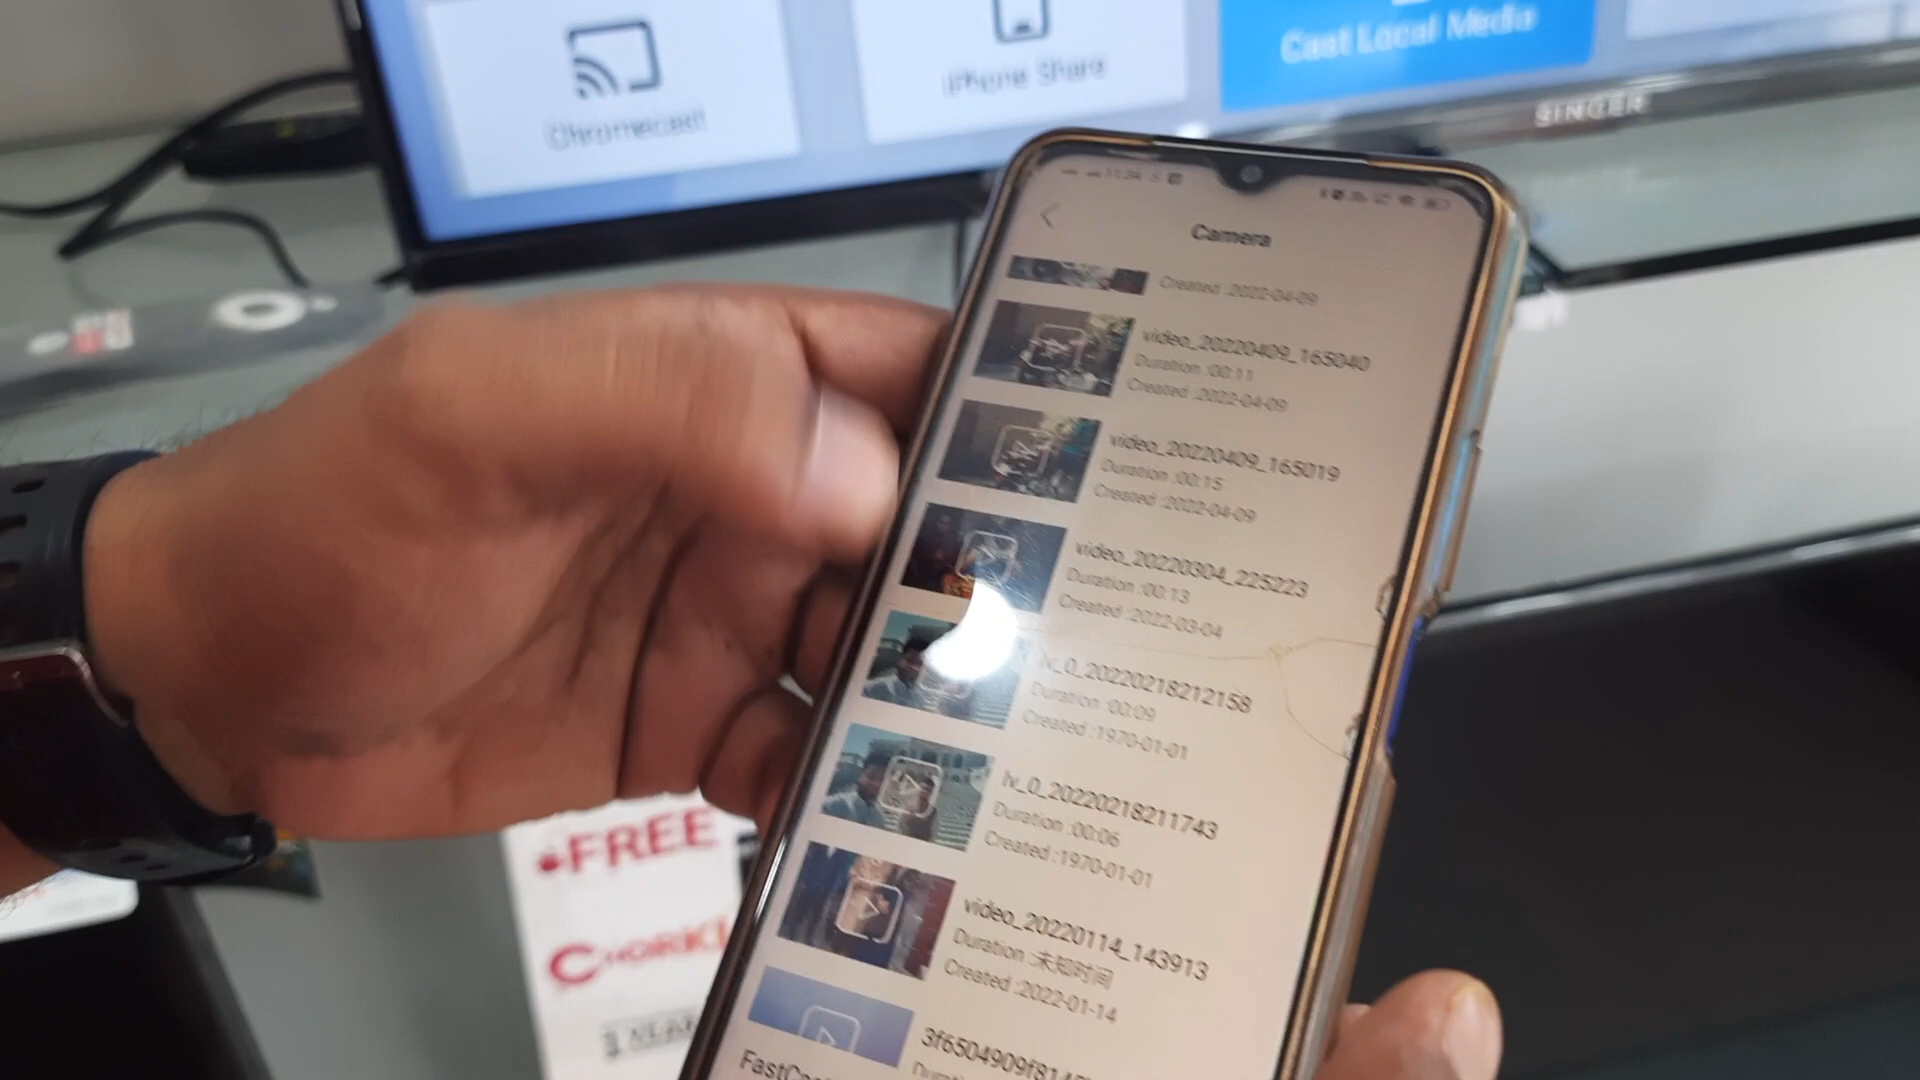 Chromecast
iPhone Share
Cast Local Media
SINGER
11:34
Camera
Created :2022-04-09
video_20220409_165040
Duration :00:11
Created :2022-04-09
video_20220409_165019
Duration :00:15
Created :2022-04-09
video_20220304_225223
Duration :00:13
Created :2022-03-04
lv_0_20220218212158
Duration :00:09
Created :1970-01-01
lv_0_20220218211743
Duration :00:06
Created :1970-01-01
video_20220114_143913
Duration :未知时间
Created :2022-01-14
FREE
CHORKI